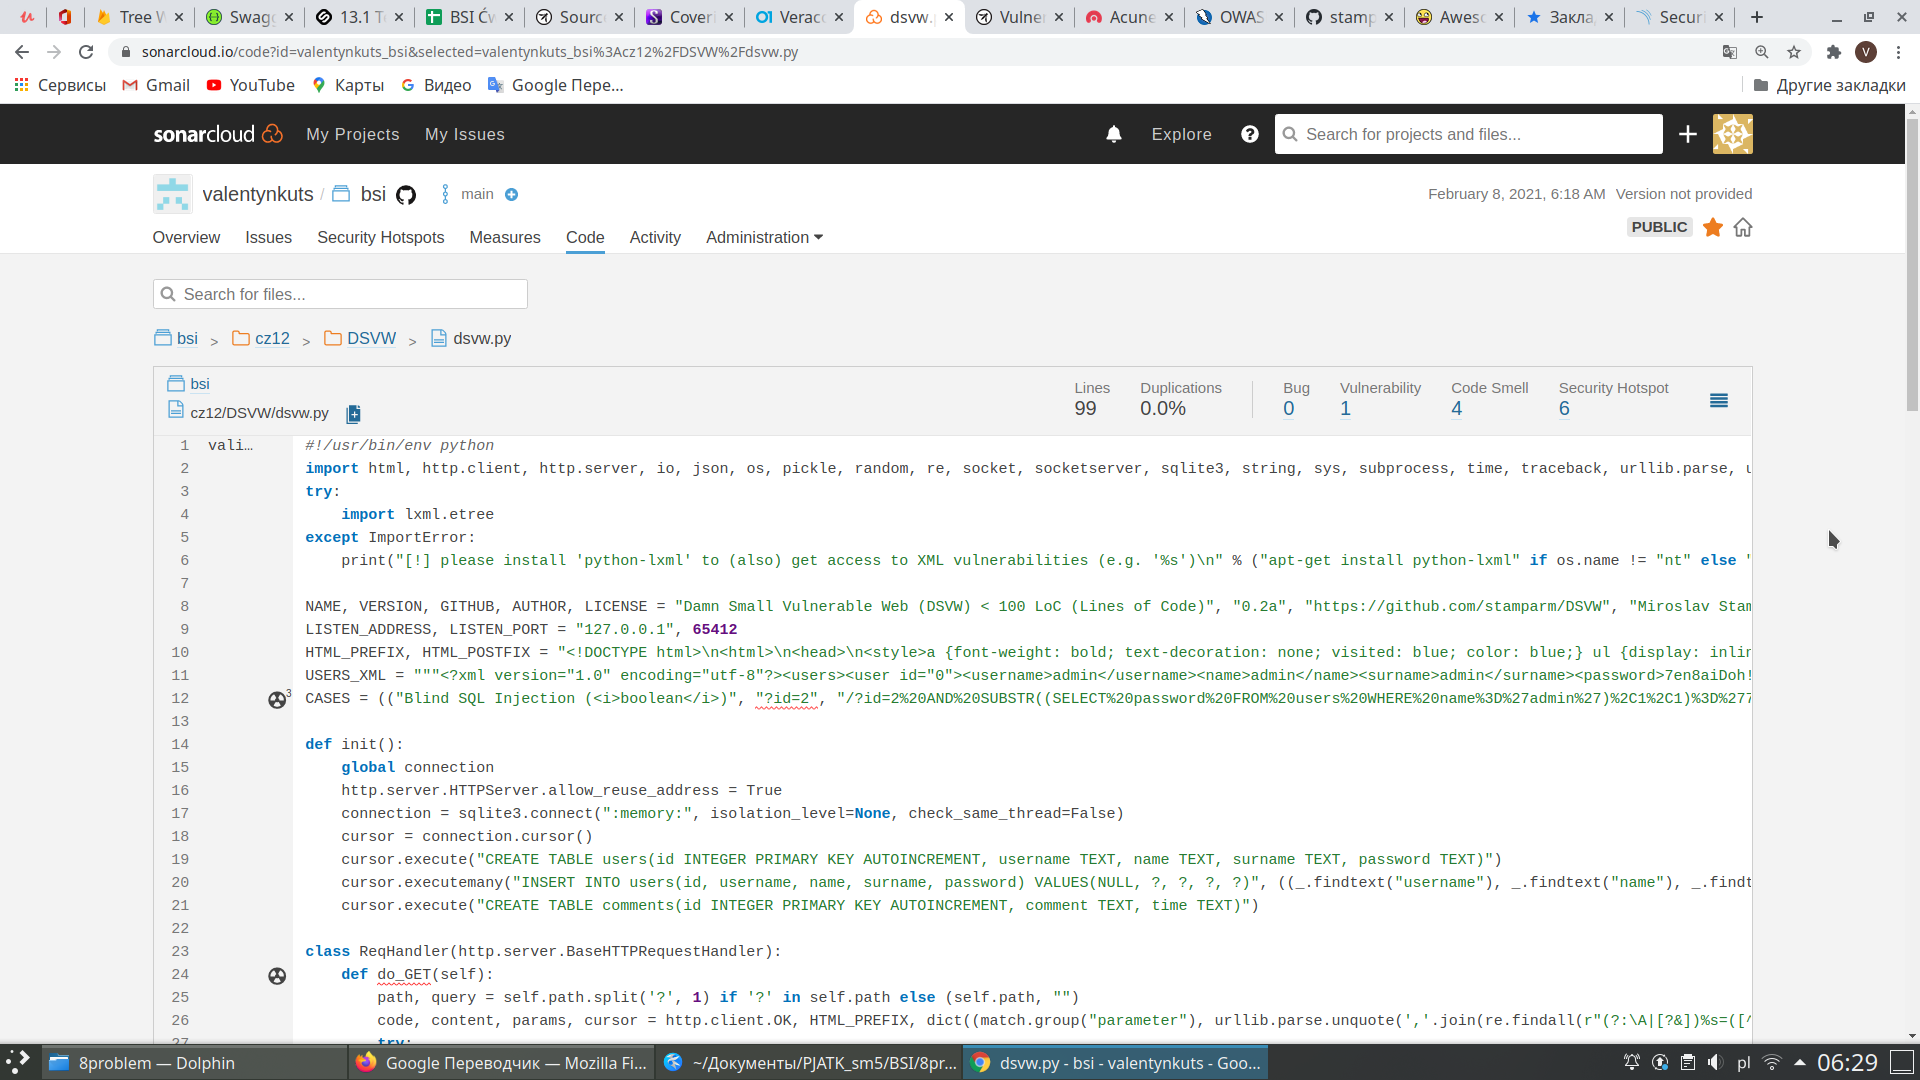 Tree W
Swagg
13.1 To
BSI Ćw
Source
Coveri
Veraco
dsvw.p
Vulner
Acune
OWAS
stamp
Aweso
Закла
Securi
sonarcloud.io/code?id=valentynkuts_bsi&selected=valentynkuts_bsi%3Acz12%2FDSVW%2Fdsvw.py
V
Сервисы Gmail YouTube Карты Видео Google Пере... Другие закладки
sonarcloud My Projects My Issues Explore Search for projects and files...
valentynkuts / bsi main February 8, 2021, 6:18 AM Version not provided
PUBLIC
Overview Issues Security Hotspots Measures Code Activity Administration
Search for files...
bsi > cz12 > DSVW > dsvw.py
bsi
cz12/DSVW/dsvw.py
Lines Duplications Bug Vulnerability Code Smell Security Hotspot
99 0.0% 0 1 4 6
1 vali... #!/usr/bin/env python
2 import html, http.client, http.server, io, json, os, pickle, random, re, socket, socketserver, sqlite3, string, sys, subprocess, time, traceback, urllib.parse, u
3 try:
4 import lxml.etree
5 except ImportError:
6 print("[!] please install 'python-lxml' to (also) get access to XML vulnerabilities (e.g. '%s')\n" % ("apt-get install python-lxml" if os.name != "nt" else "
7
8 NAME, VERSION, GITHUB, AUTHOR, LICENSE = "Damn Small Vulnerable Web (DSVW) < 100 LoC (Lines of Code)", "0.2a", "https://github.com/stamparm/DSVW", "Miroslav Stam
9 LISTEN_ADDRESS, LISTEN_PORT = "127.0.0.1", 65412
10 HTML_PREFIX, HTML_POSTFIX = "<!DOCTYPE html>\n<html>\n<head>\n<style>a {font-weight: bold; text-decoration: none; visited: blue; color: blue;} ul {display: inlin
11 USERS_XML = """<?xml version="1.0" encoding="utf-8"?><users><user id="0"><username>admin</username><name>admin</name><surname>admin</surname><password>7en8aiDoh!
12 3 CASES = (("Blind SQL Injection (<i>boolean</i>)", "?id=2", "/?id=2%20AND%20SUBSTR((SELECT%20password%20FROM%20users%20WHERE%20name%3D%27admin%27)%2C1%2C1)%3D%277
13
14 def init():
15 global connection
16 http.server.HTTPServer.allow_reuse_address = True
17 connection = sqlite3.connect(":memory:", isolation_level=None, check_same_thread=False)
18 cursor = connection.cursor()
19 cursor.execute("CREATE TABLE users(id INTEGER PRIMARY KEY AUTOINCREMENT, username TEXT, name TEXT, surname TEXT, password TEXT)")
20 cursor.executemany("INSERT INTO users(id, username, name, surname, password) VALUES(NULL, ?, ?, ?, ?)", ((_.findtext("username"), _.findtext("name"), _.findt
21 cursor.execute("CREATE TABLE comments(id INTEGER PRIMARY KEY AUTOINCREMENT, comment TEXT, time TEXT)")
22
23 class ReqHandler(http.server.BaseHTTPRequestHandler):
24 def do_GET(self):
25 path, query = self.path.split('?', 1) if '?' in self.path else (self.path, "")
26 code, content, params, cursor = http.client.OK, HTML_PREFIX, dict((match.group("parameter"), urllib.parse.unquote(','.join(re.findall(r"(?:\A|[?&])%s=([^
27 try:
8problem — Dolphin Google Переводчик — Mozilla Fi... ~/Документы/PJATK_sm5/BSI/8pr... dsvw.py - bsi - valentynkuts - Goo... pl 06:29